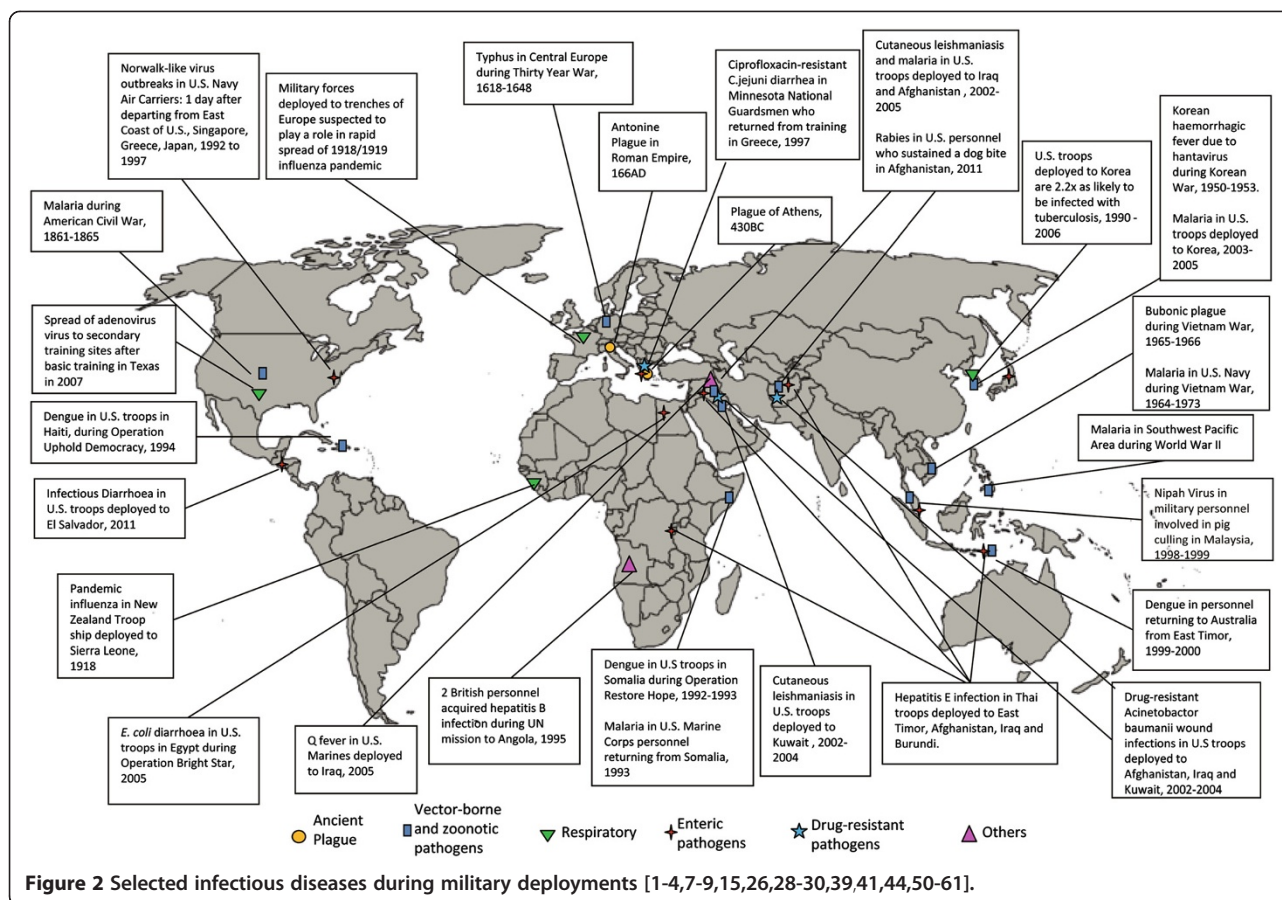 Norwalk-like virus
outbreaks in U.S. Navy
Air Carriers: 1 day after
departing from East
Coast of U.S., Singapore,
Greece, Japan, 1992 to
1997
Military forces
deployed to trenches of
Europe suspected to
play a role in rapid
spread of 1918/1919
influenza pandemic
Typhus in Central Europe
during Thirty Year War,
1618-1648
Antonine
Plague in
Roman Empire,
166AD
Ciprofloxacin-resistant
C.jejuni diarrhea in
Minnesota National
Guardsmen who
returned from training
in Greece, 1997
Plague of Athens,
430BC
Cutaneous leishmaniasis
and malaria in U.S.
troops deployed to Iraq
and Afghanistan , 2002-
2005
Rabies in U.S. personnel
who sustained a dog bite
in Afghanistan, 2011
U.S. troops
deployed to Korea
are 2.2x as likely to
be infected with
tuberculosis, 1990 -
2006
Korean
haemorrhagic
fever due to
hantavirus during
Korean War,
1950-1953.
Malaria in U.S.
troops deployed
to Korea, 2003-
2005
Malaria during
American Civil War,
1861-1865
Spread of adenovirus
virus to secondary
training sites after
basic training in Texas
in 2007
Dengue in U.S. troops in
Haiti, during Operation
Uphold Democracy, 1994
Infectious Diarrhoea in
U.S. troops deployed to
El Salvador, 2011
Bubonic plague
during Vietnam War,
1965-1966
Malaria in U.S. Navy
during Vietnam War,
1964-1973
Malaria in Southwest Pacific
Area during World War II
Nipah Virus in
military personnel
involved in pig
culling in Malaysia,
1998-1999
Dengue in personnel
returning to Australia
from East Timor,
1999-2000
Pandemic
influenza in New
Zealand Troop
ship deployed to
Sierra Leone,
1918
E. coli diarrhoea in U.S.
troops in Egypt during
Operation Bright Star,
2005
Q fever in U.S.
Marines deployed
to Iraq, 2005
2 British personnel
acquired hepatitis B
infection during UN
mission to Angola, 1995
Dengue in U.S troops in
Somalia during Operation
Restore Hope, 1992-1993
Malaria in U.S. Marine
Corps personnel
returning from Somalia,
1993
Cutaneous
leishmaniasis in
U.S. troops
deployed to
Kuwait , 2002-
2004
Hepatitis E infection in Thai
troops deployed to East
Timor, Afghanistan, Iraq and
Burundi.
Drug-resistant
Acinetobactor
baumanii wound
infections in U.S troops
deployed to
Afghanistan, Iraq and
Kuwait, 2002-2004
Ancient
Plague
Vector-borne
and zoonotic
pathogens
Respiratory
Enteric
pathogens
Drug-resistant
pathogens
Others
Figure 2 Selected infectious diseases during military deployments [1-4,7-9,15,26,28-30,39,41,44,50-61].